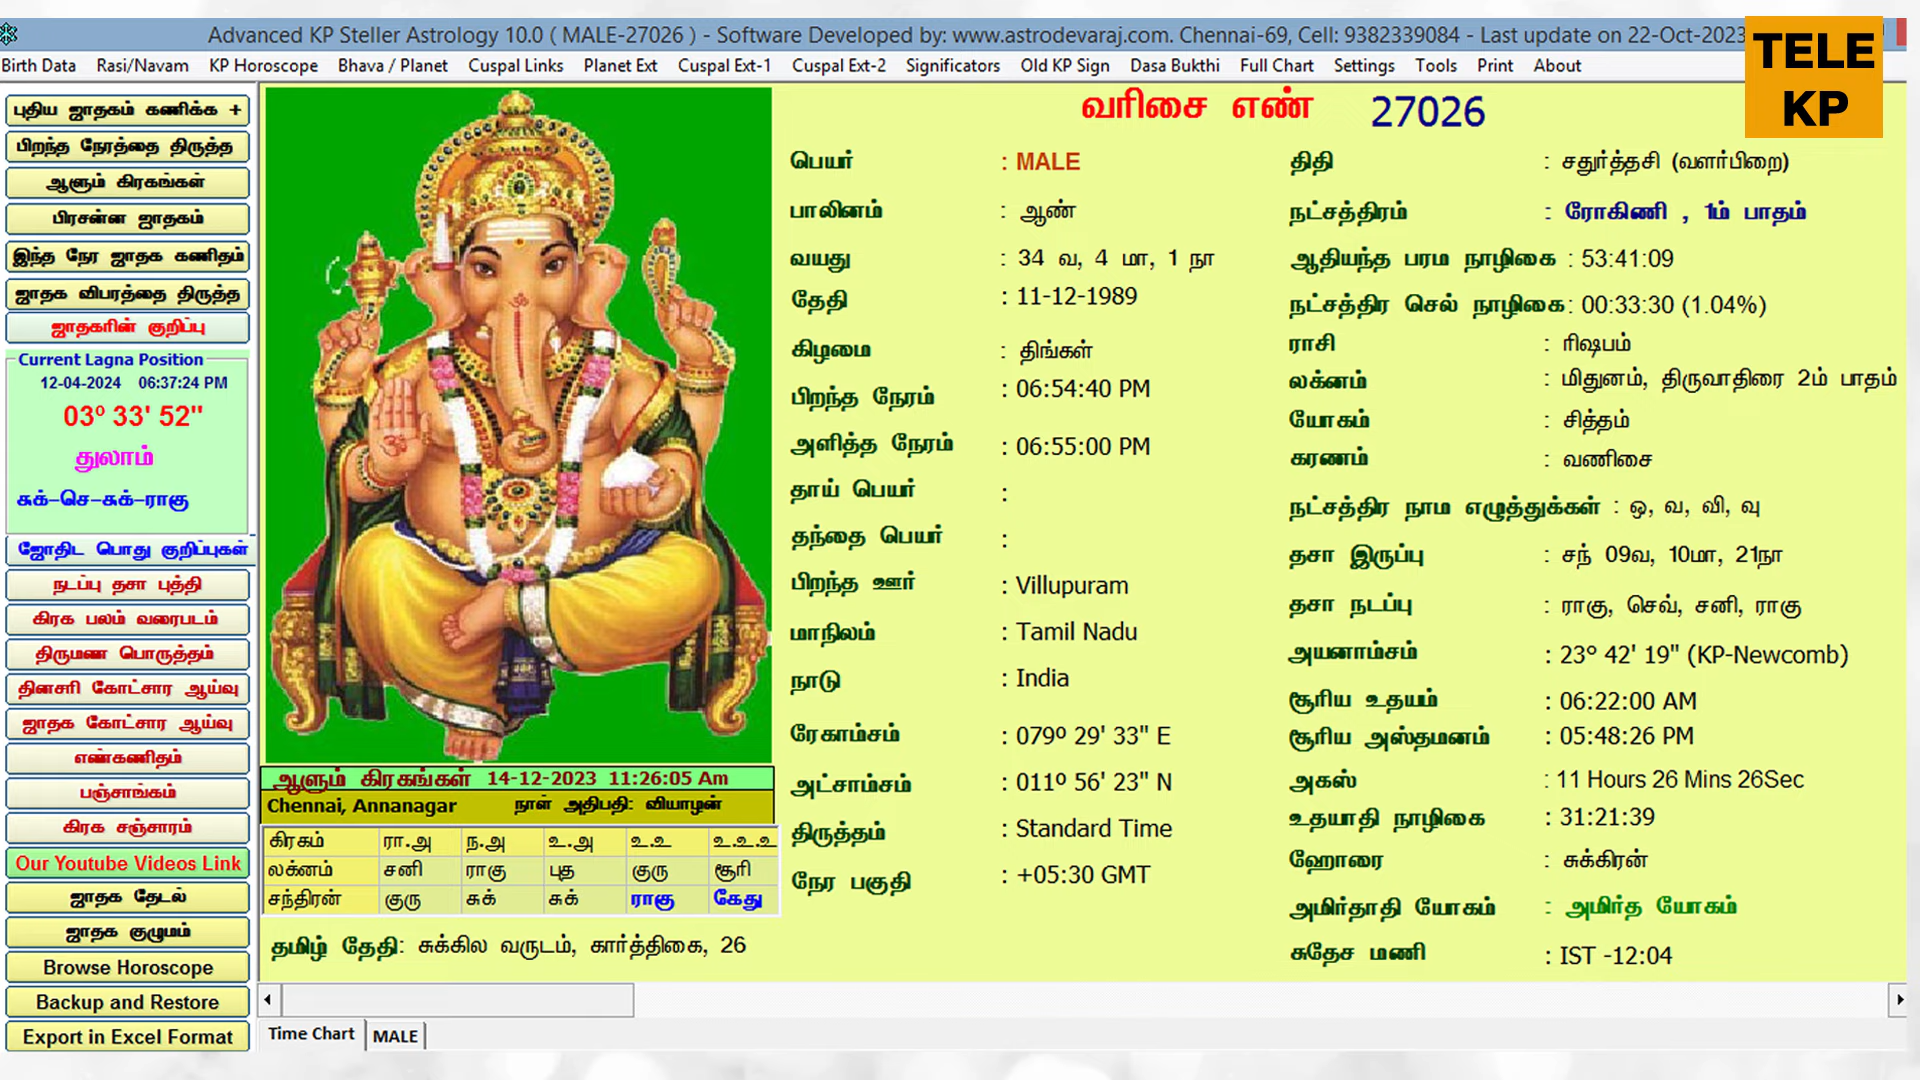 Advanced KP Steller Astrology 10.0 ( MALE-27026 ) - Software Developed by: www.astrodevaraj.com. Chennai-69, Cell: 9382339084 - Last update on 22-Oct-2023
TELE
KP
Birth Data Rasi/Navam KP Horoscope Bhava / Planet Cuspal Links Planet Ext Cuspal Ext-1 Cuspal Ext-2 Significators Old KP Sign Dasa Bukthi Full Chart Settings Tools Print About
புதிய ஜாதகம் கணிக்க +
பிறந்த நேரத்தை திருத்த
ஆளும் கிரகங்கள்
பிரசன்ன ஜாதகம்
இந்த நேர ஜாதக கணிதம்
ஜாதக விபரத்தை திருத்த
ஜாதகரின் குறிப்பு
Current Lagna Position
12-04-2024 06:37:24 PM
03º 33' 52"
துலாம்
சுக்-செ-சுக்-ராகு
ஜோதிட பொது குறிப்புகள்
நடப்பு தசா புத்தி
கிரக பலம் வரைபடம்
திருமண பொருத்தம்
தினசரி கோட்சார ஆய்வு
ஜாதக கோட்சார ஆய்வு
எண்கணிதம்
பஞ்சாங்கம்
கிரக சஞ்சாரம்
Our Youtube Videos Link
ஜாதக தேடல்
ஜாதக குழுமம்
Browse Horoscope
Backup and Restore
Export in Excel Format
ஆளும் கிரகங்கள் 14-12-2023 11:26:05 Am
Chennai, Annanagar நாள் அதிபதி: வியாழன்
கிரகம் ரா.அ ந.அ உ.அ உ.உ உ.உ.உ
லக்னம் சனி ராகு புத குரு சூரி
சந்திரன் குரு சுக் சுக் ராகு கேது
தமிழ் தேதி: சுக்கில வருடம், கார்த்திகை, 26
வரிசை எண் 27026
பெயர் : MALE
பாலினம் : ஆண்
வயது : 34 வ, 4 மா, 1 நா
தேதி : 11-12-1989
கிழமை : திங்கள்
பிறந்த நேரம் : 06:54:40 PM
அளித்த நேரம் : 06:55:00 PM
தாய் பெயர் :
தந்தை பெயர் :
பிறந்த ஊர் : Villupuram
மாநிலம் : Tamil Nadu
நாடு : India
ரேகாம்சம் : 079º 29' 33" E
அட்சாம்சம் : 011º 56' 23" N
திருத்தம் : Standard Time
நேர பகுதி : +05:30 GMT
திதி : சதுர்த்தசி (வளர்பிறை)
நட்சத்திரம் : ரோகிணி , 1ம் பாதம்
ஆதியந்த பரம நாழிகை : 53:41:09
நட்சத்திர செல் நாழிகை : 00:33:30 (1.04%)
ராசி : ரிஷபம்
லக்னம் : மிதுனம், திருவாதிரை 2ம் பாதம்
யோகம் : சித்தம்
கரணம் : வணிசை
நட்சத்திர நாம எழுத்துக்கள் : ஒ, வ, வி, வு
தசா இருப்பு : சந் 09வ, 10மா, 21நா
தசா நடப்பு : ராகு, செவ், சனி, ராகு
அயனாம்சம் : 23º 42' 19" (KP-Newcomb)
சூரிய உதயம் : 06:22:00 AM
சூரிய அஸ்தமனம் : 05:48:26 PM
அகஸ் : 11 Hours 26 Mins 26Sec
உதயாதி நாழிகை : 31:21:39
ஹோரை : சுக்கிரன்
அமிர்தாதி யோகம் : அமிர்த யோகம்
சுதேச மணி : IST -12:04
Time Chart MALE